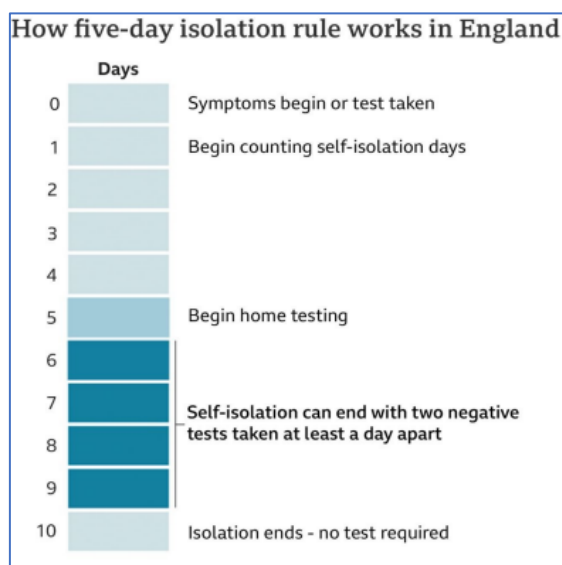 How five-day isolation rule works in England
Days
0 Symptoms begin or test taken
1 Begin counting self-isolation days
2
3
4
5 Begin home testing
6
7
Self-isolation can end with two negative
tests taken at least a day apart
8
9
10 Isolation ends - no test required